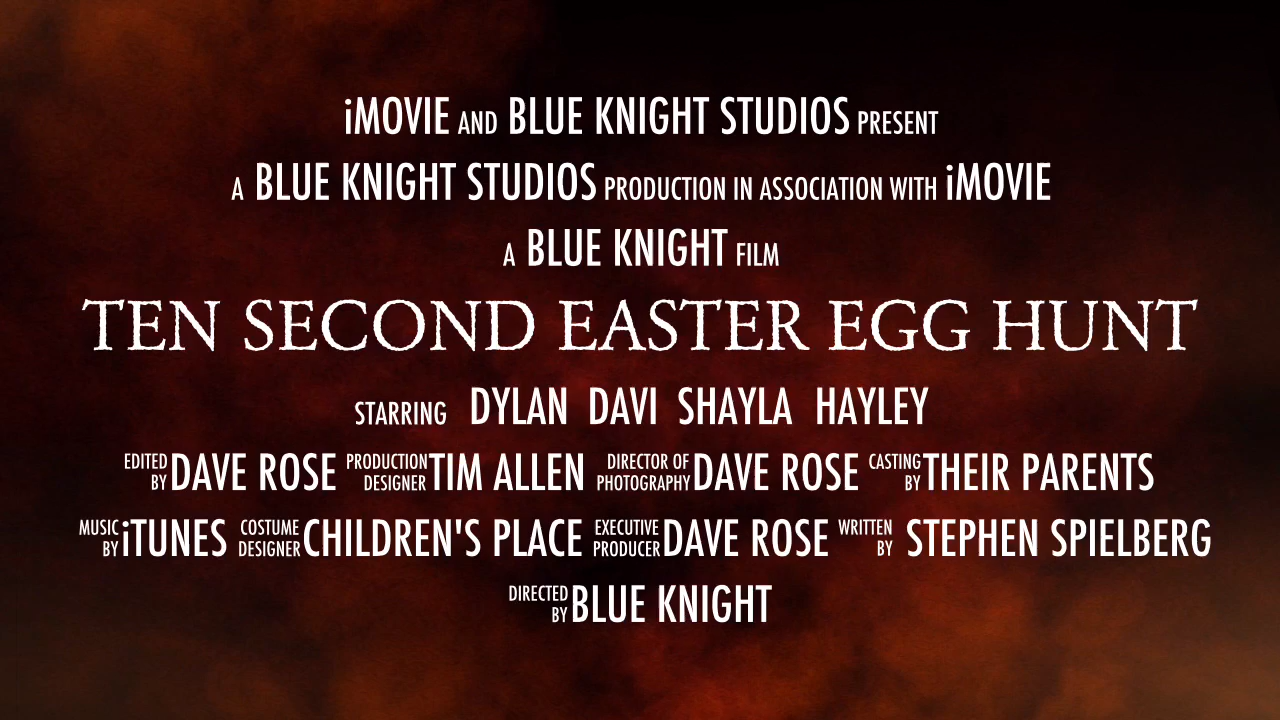 iMOVIE AND BLUE KNIGHT STUDIOS PRESENT
A BLUE KNIGHT STUDIOS PRODUCTION IN ASSOCIATION WITH iMOVIE
A BLUE KNIGHT FILM
TEN SECOND EASTER EGG HUNT
STARRING DYLAN DAVI SHAYLA HAYLEY
EDITED BY DAVE ROSE PRODUCTION DESIGNER TIM ALLEN DIRECTOR OF PHOTOGRAPHY DAVE ROSE CASTING BY THEIR PARENTS
MUSIC BY iTUNES COSTUME DESIGNER CHILDREN'S PLACE EXECUTIVE PRODUCER DAVE ROSE WRITTEN BY STEPHEN SPIELBERG
DIRECTED BY BLUE KNIGHT